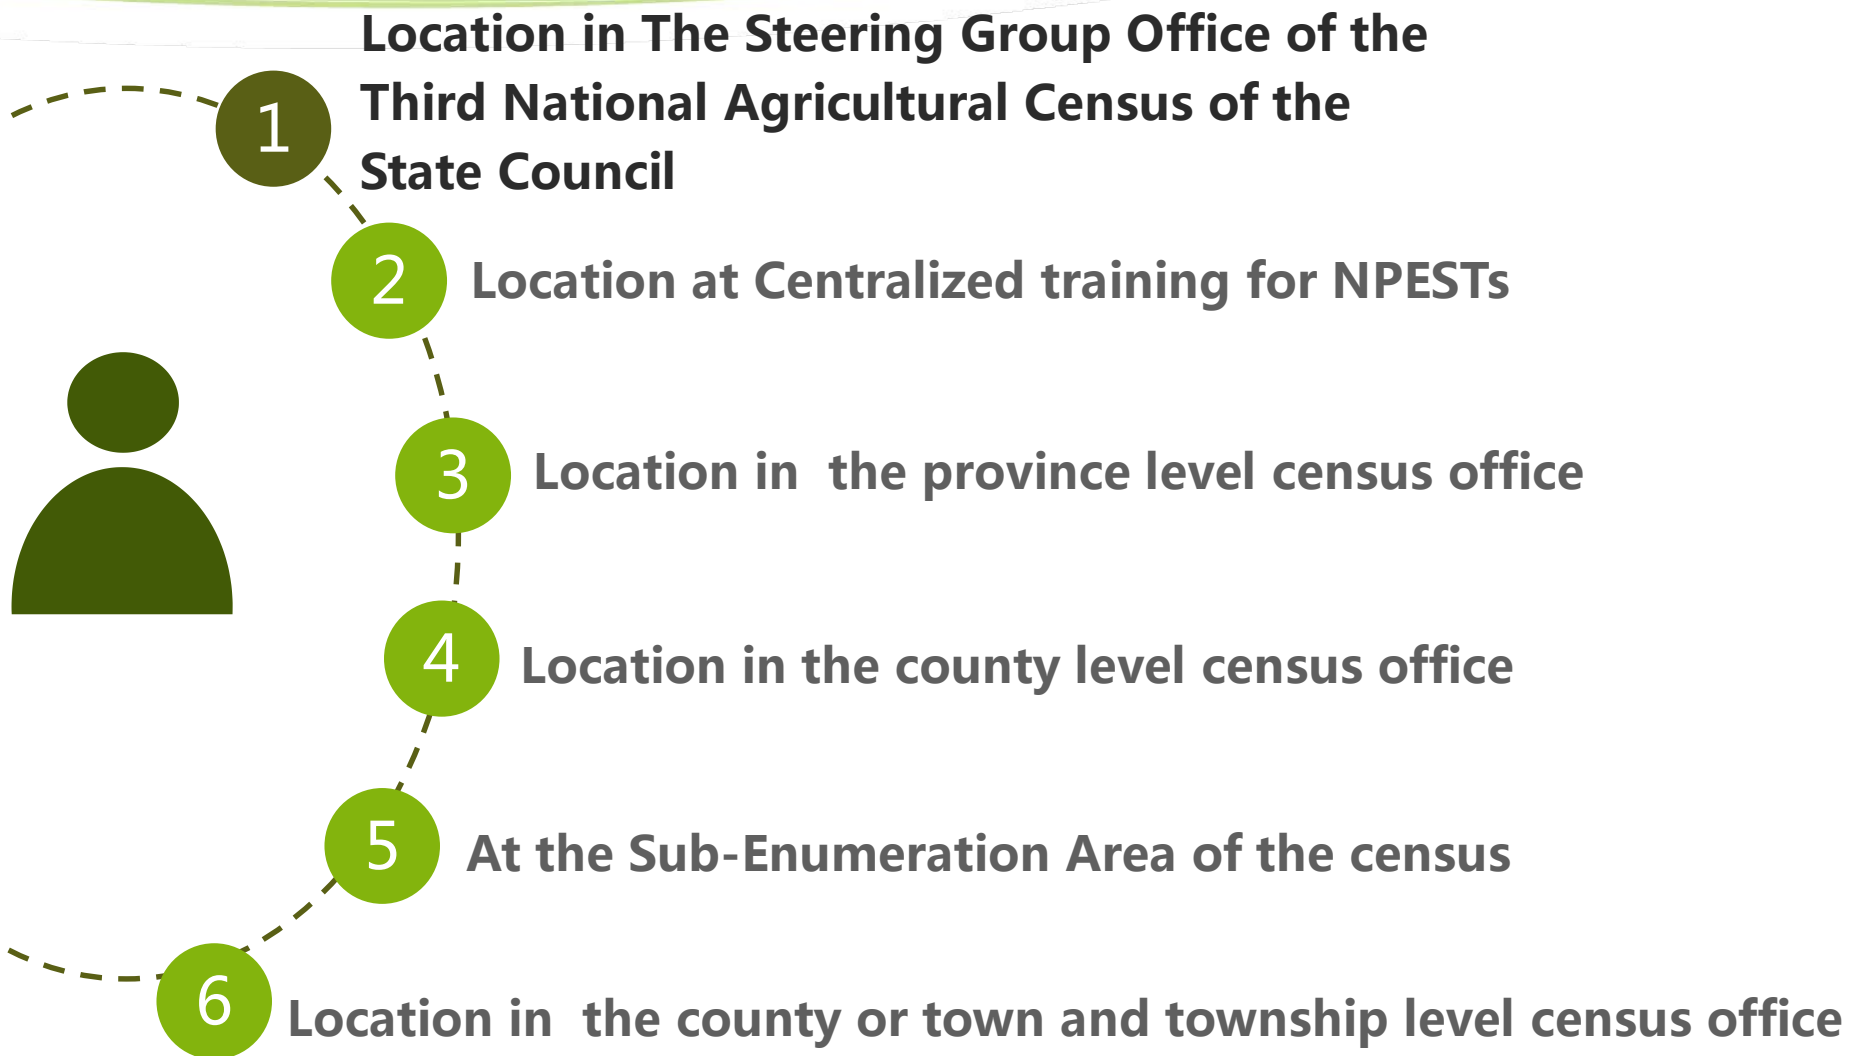 Location in The Steering Group Office of the
Third National Agricultural Census of the
State Council
1
2
Location at Centralized training for NPESTs
3
Location in  the province level census office
4
Location in the county level census office
5
At the Sub-Enumeration Area of the census
6
Location in  the county or town and township level census office